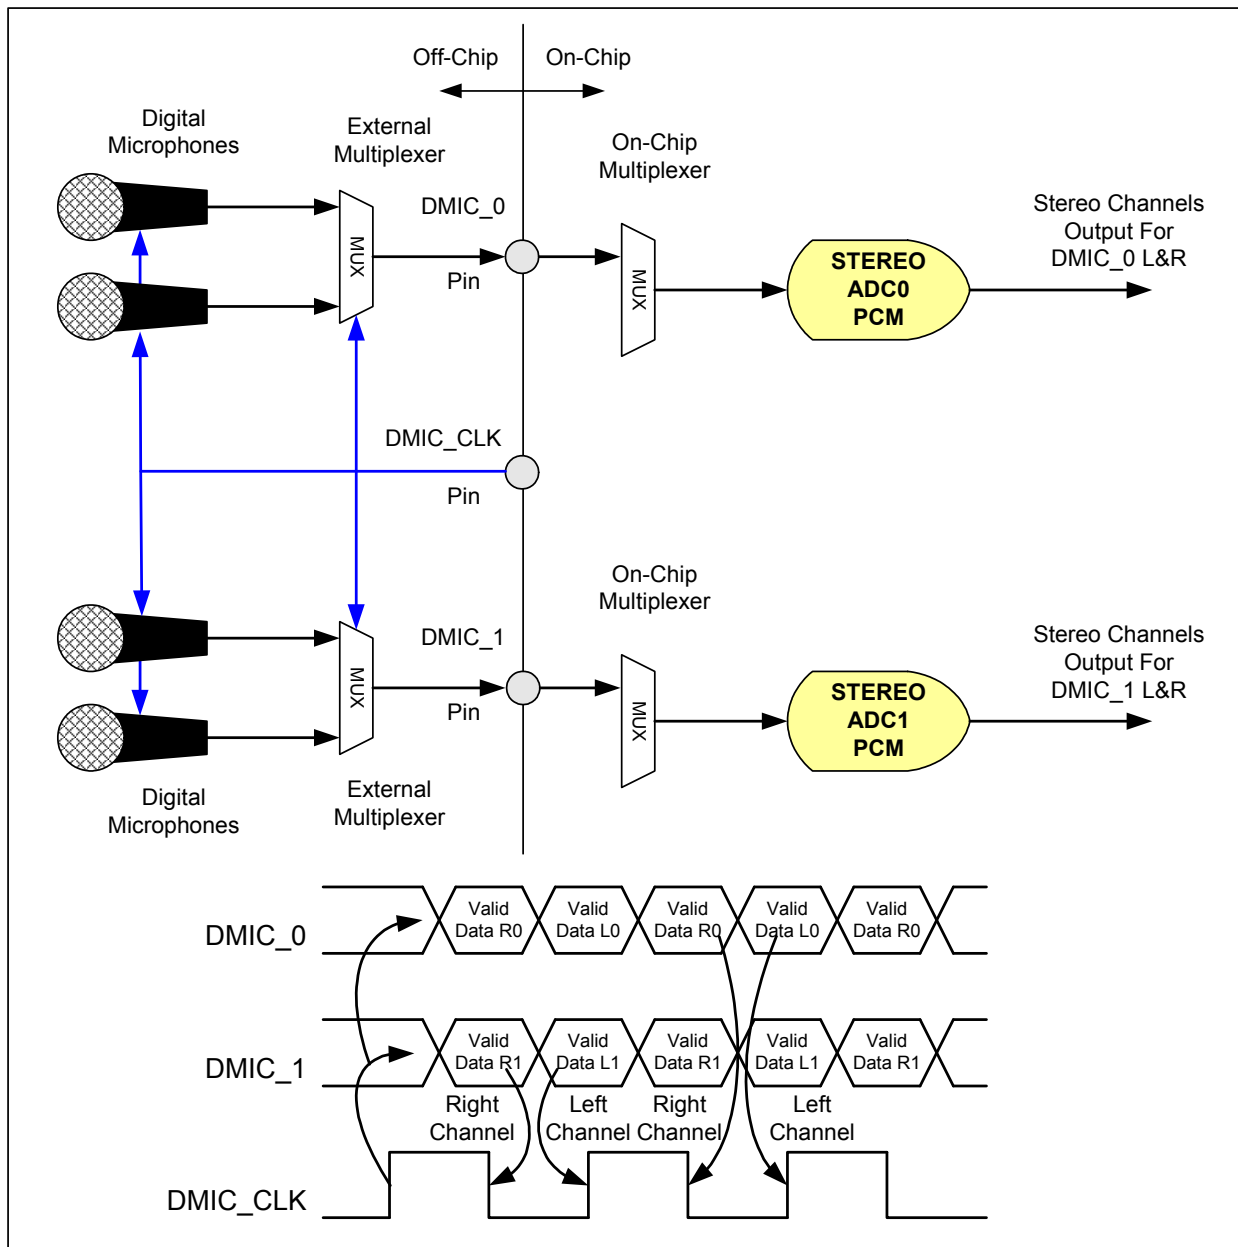 Off-Chip
On-Chip
Digital
Microphones
External
Multiplexer
On-Chip
Multiplexer
DMIC_0
Pin
MUX
MUX
STEREO
ADC0
PCM
Stereo Channels
Output For
DMIC_0 L&R
DMIC_CLK
Pin
On-Chip
Multiplexer
DMIC_1
Pin
MUX
MUX
STEREO
ADC1
PCM
Stereo Channels
Output For
DMIC_1 L&R
Digital
Microphones
External
Multiplexer
DMIC_0
Valid
Data R0
Valid
Data L0
Valid
Data R0
Valid
Data L0
Valid
Data R0
DMIC_1
Valid
Data R1
Valid
Data L1
Valid
Data R1
Valid
Data L1
Valid
Data R1
Right
Channel
Left
Channel
Right
Channel
Left
Channel
DMIC_CLK